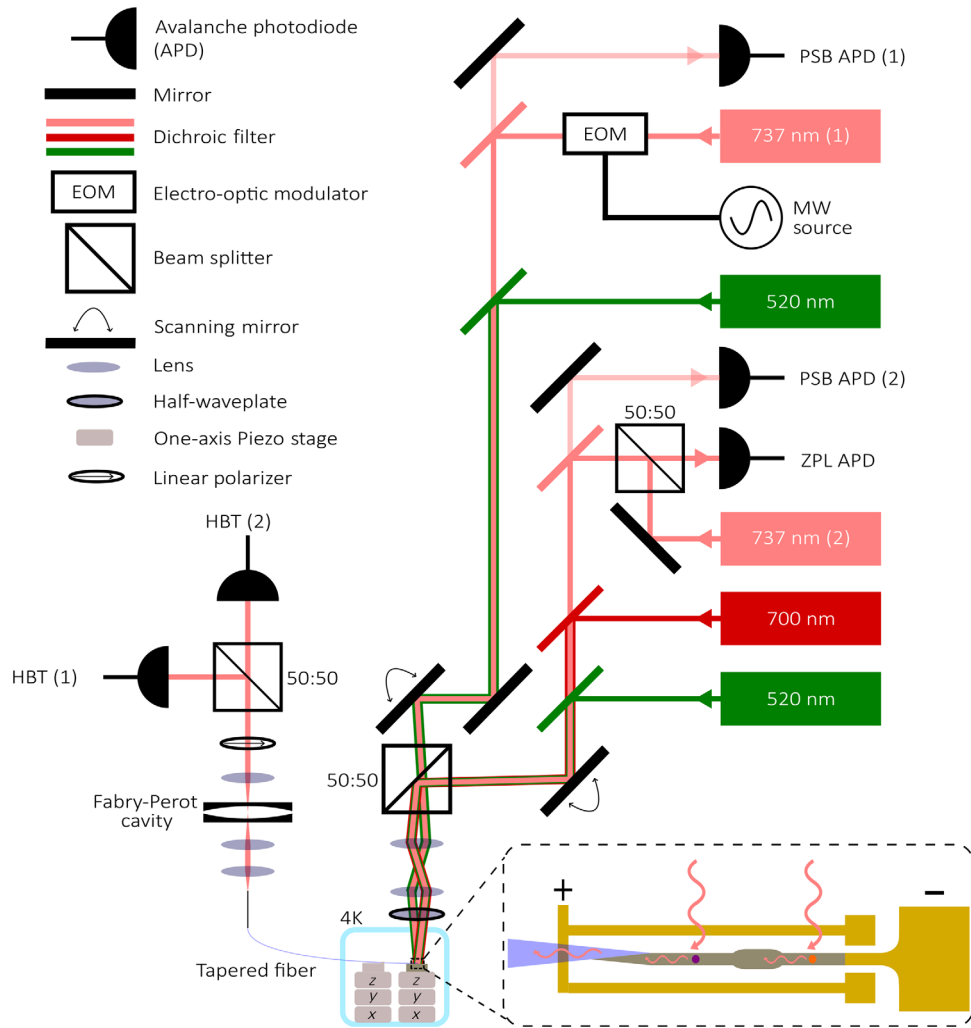 Avalanche photodiode
(APD)
Mirror
Dichroic filter
EOM
Electro-optic modulator
Beam splitter
Scanning mirror
Lens
Half-waveplate
One-axis Piezo stage
Linear polarizer
PSB APD (1)
EOM
737 nm (1)
MW
source
520 nm
PSB APD (2)
50:50
ZPL APD
737 nm (2)
700 nm
520 nm
HBT (2)
HBT (1)
50:50
50:50
Fabry-Perot
cavity
4K
Tapered fiber
z
y
x
z
y
x
+
−